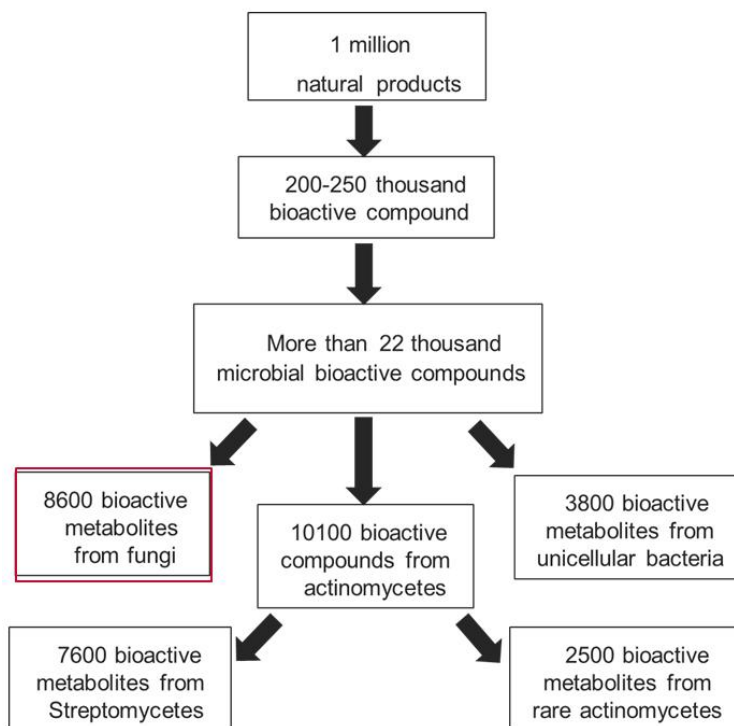 1 million
natural products
200-250 thousand
bioactive compound
More than 22 thousand
microbial bioactive compounds
8600 bioactive
metabolites
from fungi
10100 bioactive
compounds from
actinomycetes
3800 bioactive
metabolites from
unicellular bacteria
7600 bioactive
metabolites from
Streptomycetes
2500 bioactive
metabolites from
rare actinomycetes